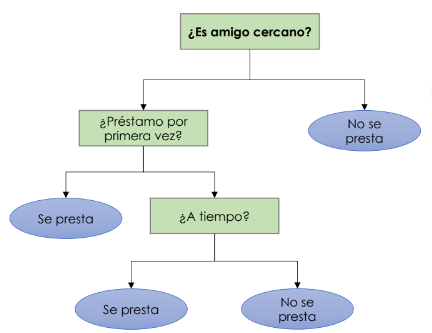 ¿Es amigo cercano?
¿Préstamo por
primera vez?
No se
presta
Se presta
¿A tiempo?
Se presta
No se
presta